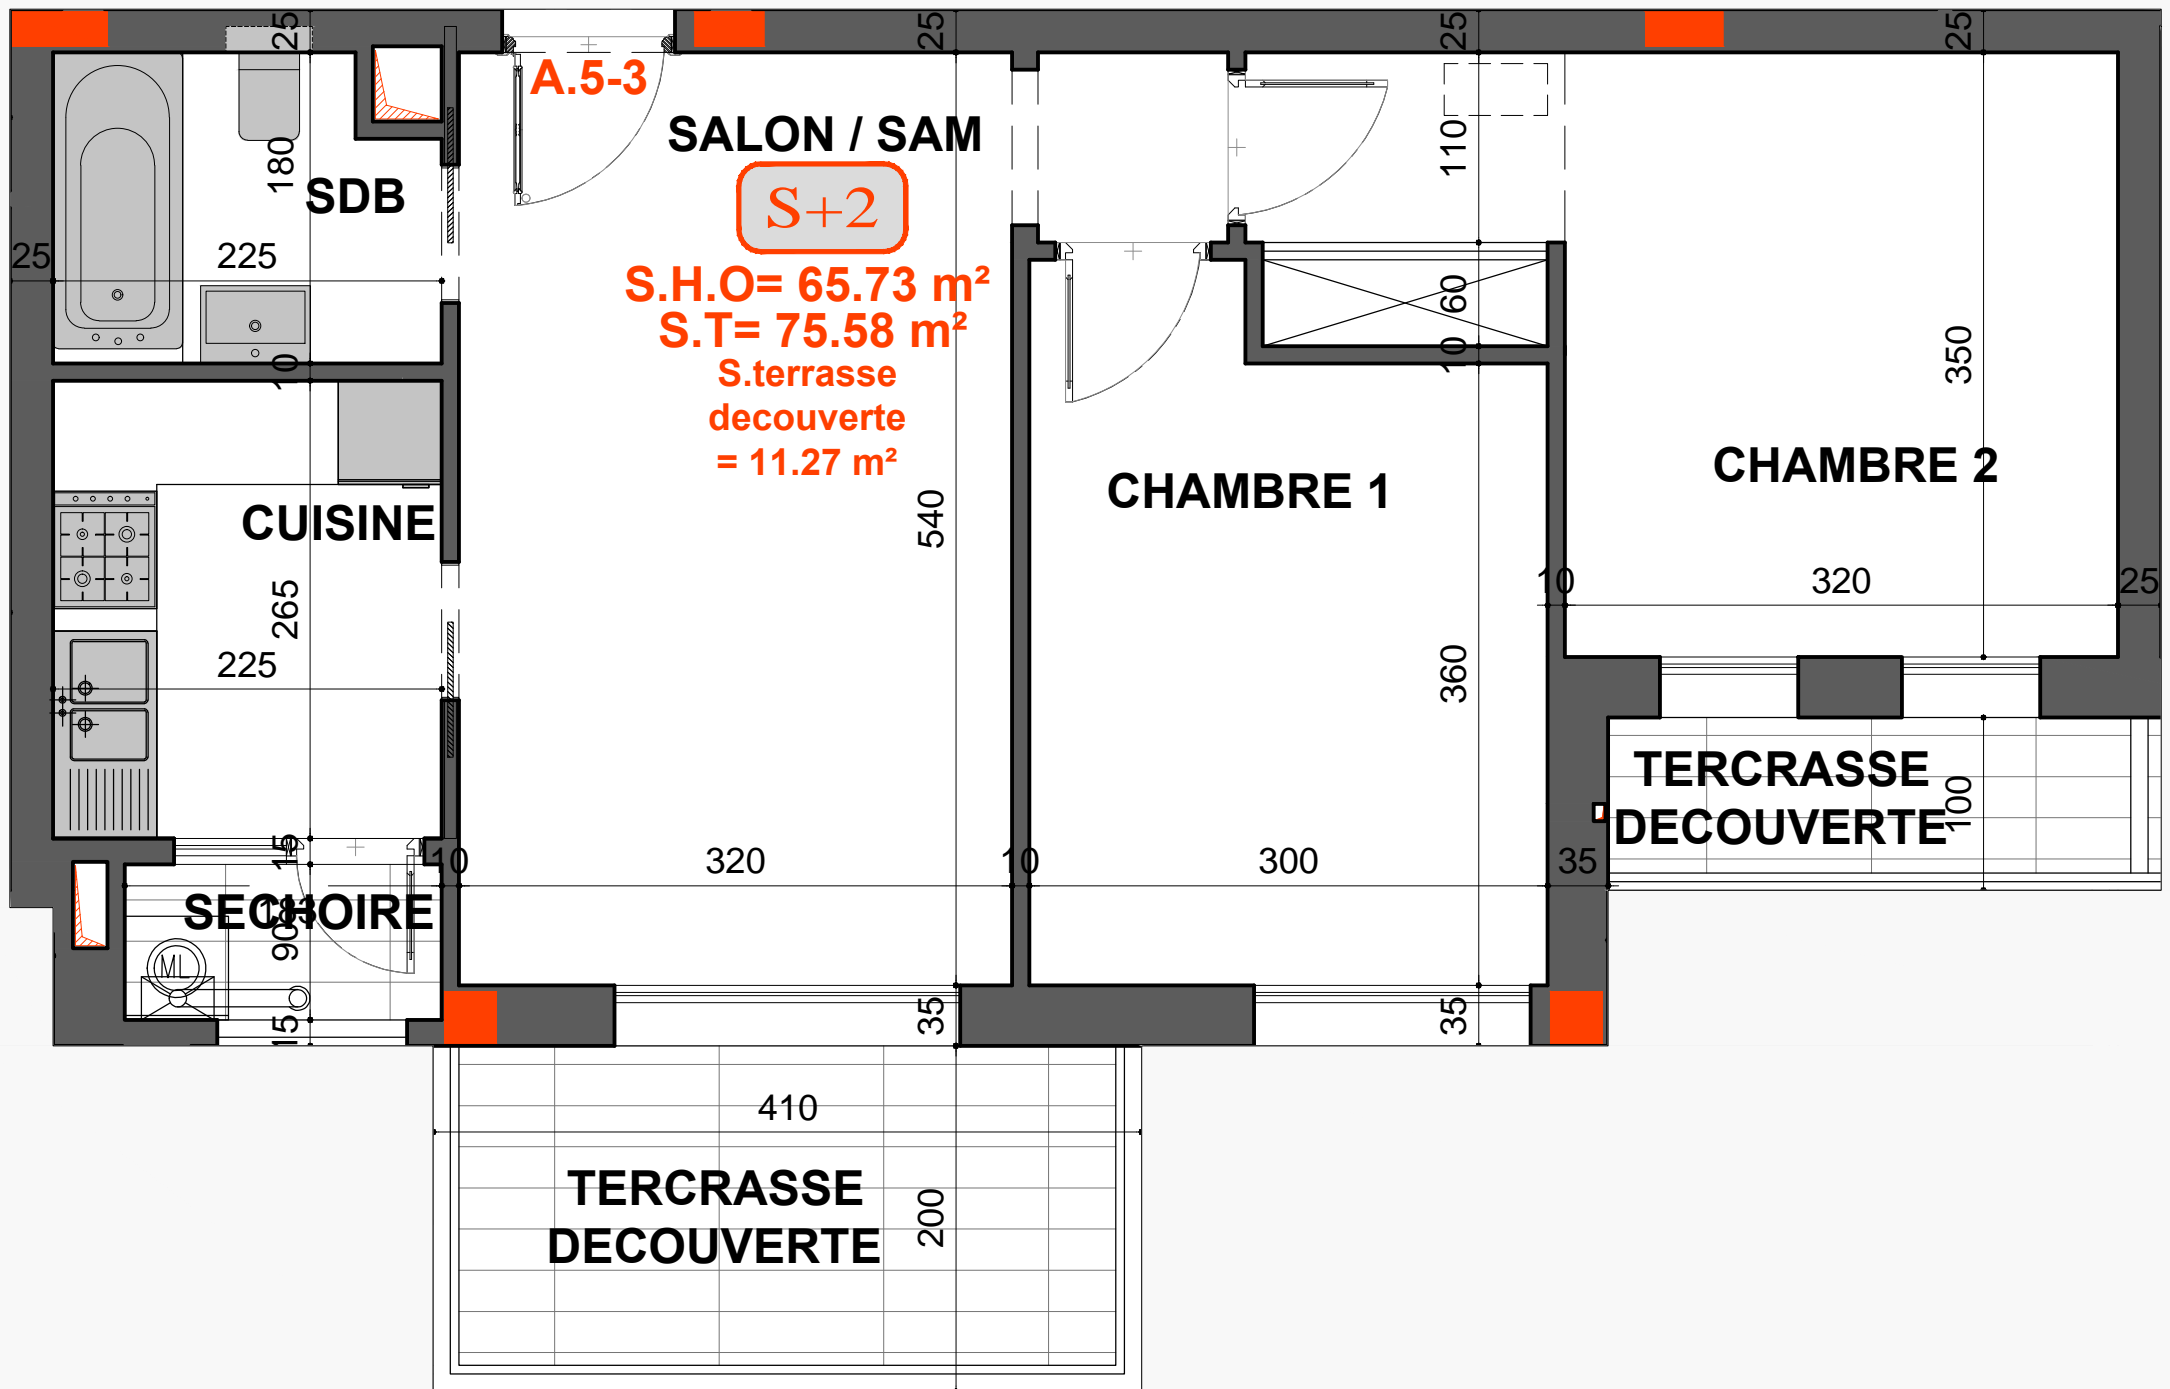 25
25
25
25
A.5-3
SALON / SAM
180
110
SDB
S+2
25
225
S.H.O= 65.73 m²
60
S.T= 75.58 m²
10
10
350
S.terrasse
decouverte
= 11.27 m²
CHAMBRE 2
CHAMBRE 1
CUISINE
540
265
10
320
25
225
360
TERCRASSE
DECOUVERTE
100
15
10
320
10
300
35
SECHOIRE
183
90
ML
15
35
35
410
TERCRASSE
DECOUVERTE
200